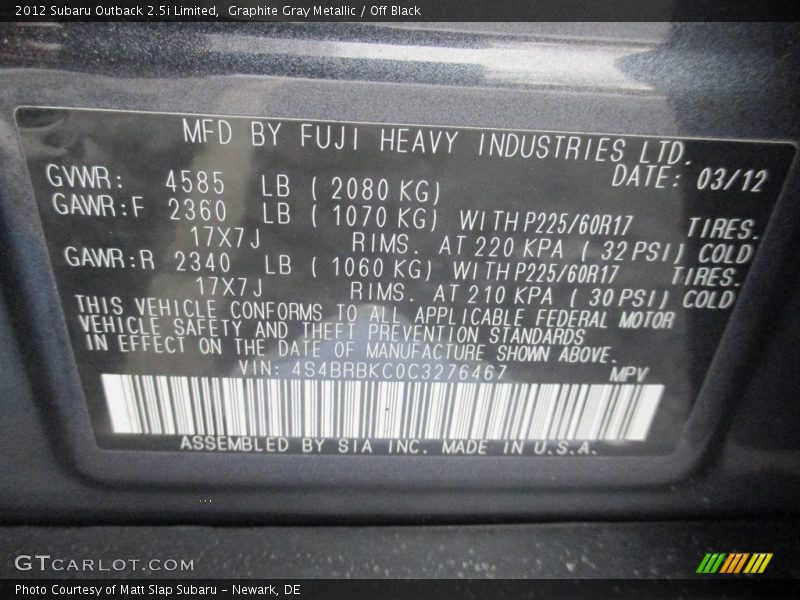 2012 Subaru Outback 2.5i Limited,  Graphite Gray Metallic / Off Black
MFD BY FUJI HEAVY INDUSTRIES LTD.
GVWR: 4585 LB ( 2080 KG) DATE: 03/12
GAWR:F 2360 LB ( 1070 KG) WITH P225/60R17 TIRES.
17X7J RIMS. AT 220 KPA ( 32 PSI) COLD
GAWR:R 2340 LB ( 1060 KG) WITH P225/60R17 TIRES.
17X7J RIMS. AT 210 KPA ( 30 PSI) COLD
THIS VEHICLE CONFORMS TO ALL APPLICABLE FEDERAL MOTOR
VEHICLE SAFETY AND THEFT PREVENTION STANDARDS
IN EFFECT ON THE DATE OF MANUFACTURE SHOWN ABOVE.
VIN: 4S4BRBKC0C3276467 MPV
ASSEMBLED BY SIA INC. MADE IN U.S.A.
GTCARLOT.COM
Photo Courtesy of Matt Slap Subaru - Newark, DE